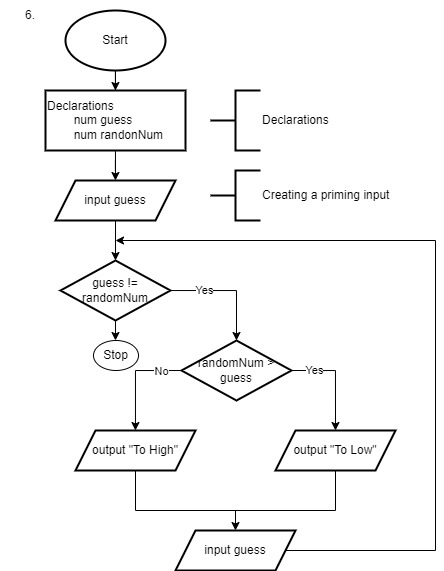 6.
Start
Declarations
num guess
num randonNum
Declarations
input guess
Creating a priming input
guess !=
randomNum
Yes
Stop
randomNum >
guess
No
Yes
output "To High"
output "To Low"
input guess